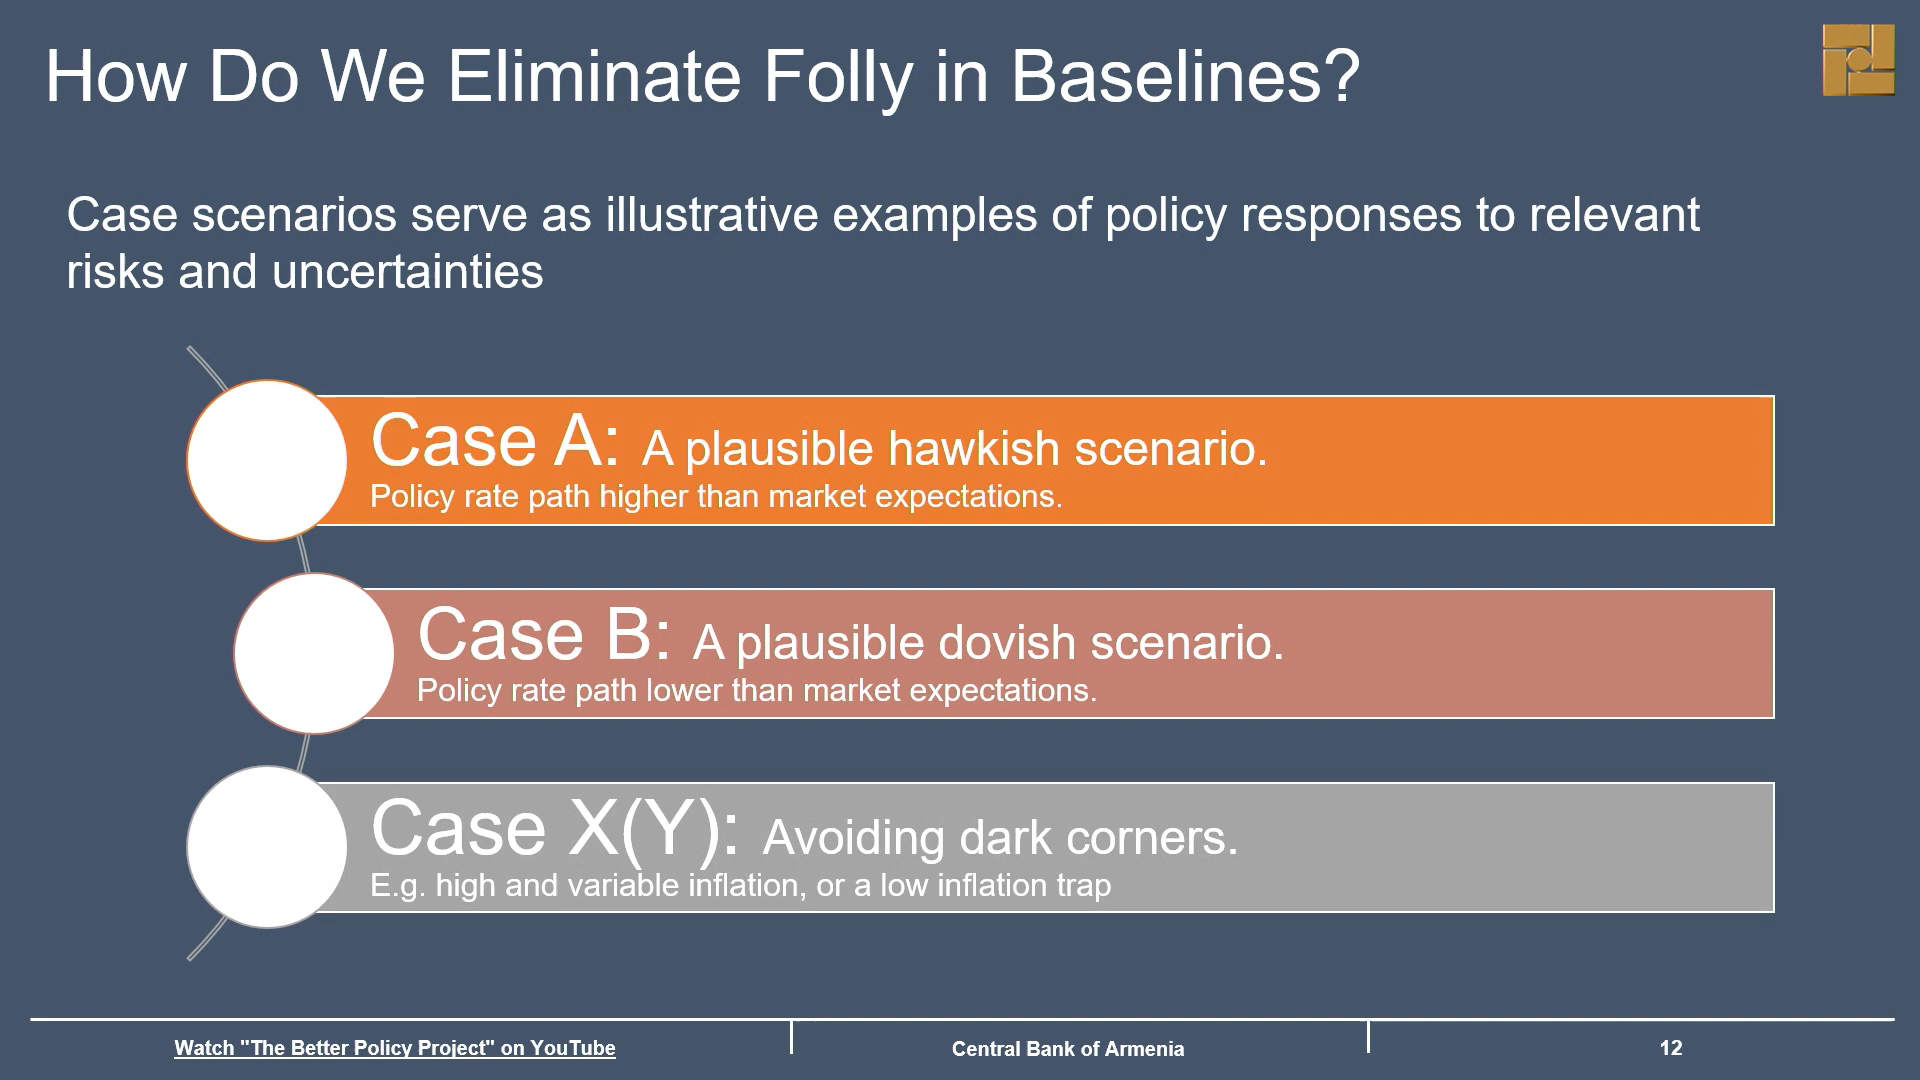 How Do We Eliminate Folly in Baselines?
Case scenarios serve as illustrative examples of policy responses to relevant
risks and uncertainties
Case A: A plausible hawkish scenario.
Policy rate path higher than market expectations.
Case B: A plausible dovish scenario.
Policy rate path lower than market expectations.
Case X(Y): Avoiding dark corners.
E.g. high and variable inflation, or a low inflation trap
Watch "The Better Policy Project" on YouTube
Central Bank of Armenia
12